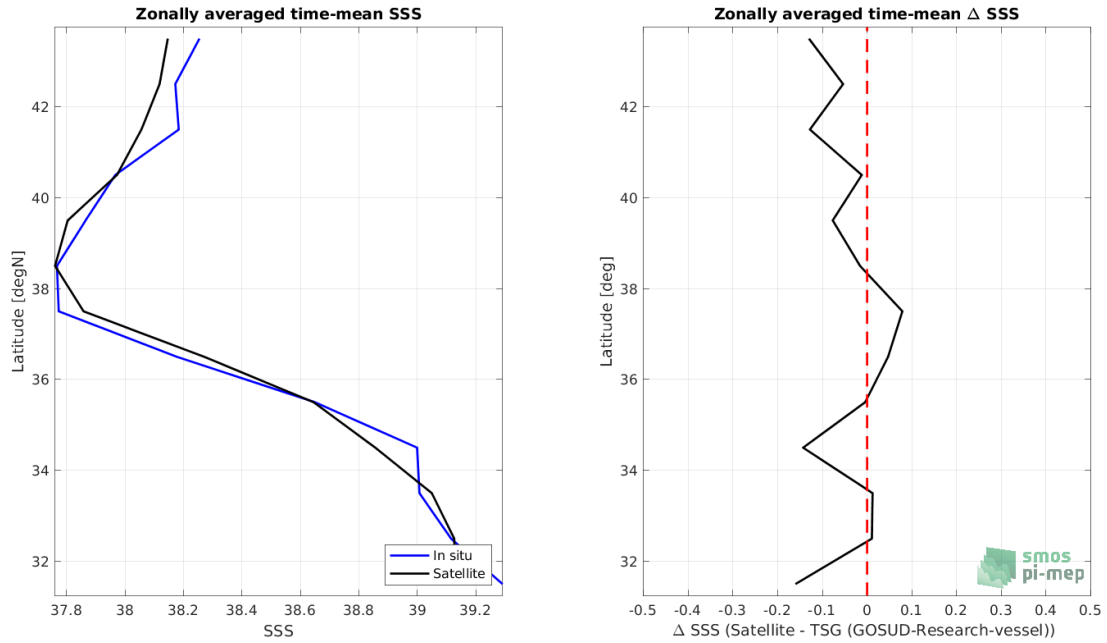 Zonally averaged time-mean SSS
42
40
38
36
34
32
Latitude [degN]
In situ
Satellite
37.8 38 38.2 38.4 38.6 38.8 39 39.2
SSS
Zonally averaged time-mean Δ SSS
42
40
38
36
34
32
Latitude [deg]
smos
pi-mep
-0.5 -0.4 -0.3 -0.2 -0.1 0 0.1 0.2 0.3 0.4 0.5
Δ SSS (Satellite - TSG (GOSUD-Research-vessel))